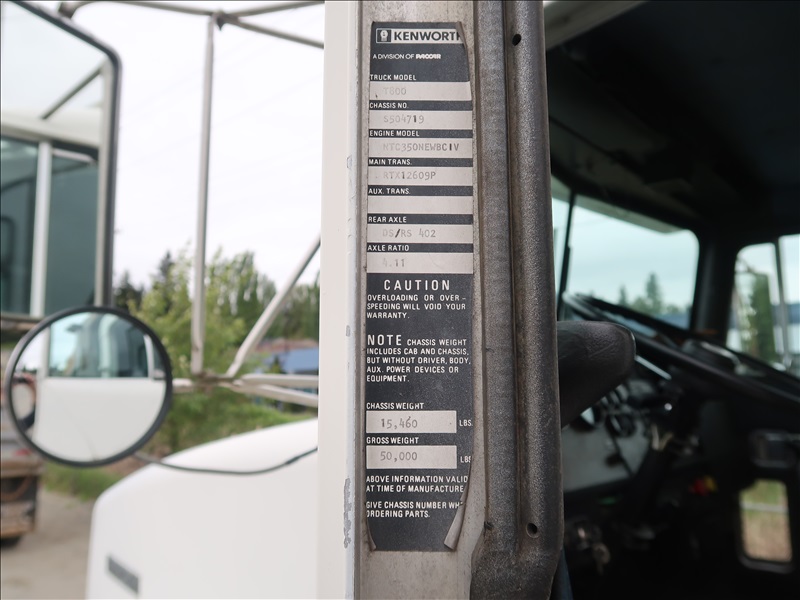 KENWORTH
A DIVISION OF PACCAR
TRUCK MODEL
T800
CHASSIS NO.
S504719
ENGINE MODEL
NTC350NEWBCIV
MAIN TRANS.
RTX12609P
AUX. TRANS.
REAR AXLE
DS/RS 402
AXLE RATIO
4.11
CAUTION
OVERLOADING OR OVER-
SPEEDING WILL VOID YOUR
WARRANTY.
NOTE CHASSIS WEIGHT
INCLUDES CAB AND CHASSIS,
BUT WITHOUT DRIVER, BODY,
AUX. POWER DEVICES OR
EQUIPMENT.
CHASSIS WEIGHT
15,460 LBS
GROSS WEIGHT
50,000 LBS
ABOVE INFORMATION VALID
AT TIME OF MANUFACTURE
GIVE CHASSIS NUMBER WH
ORDERING PARTS.